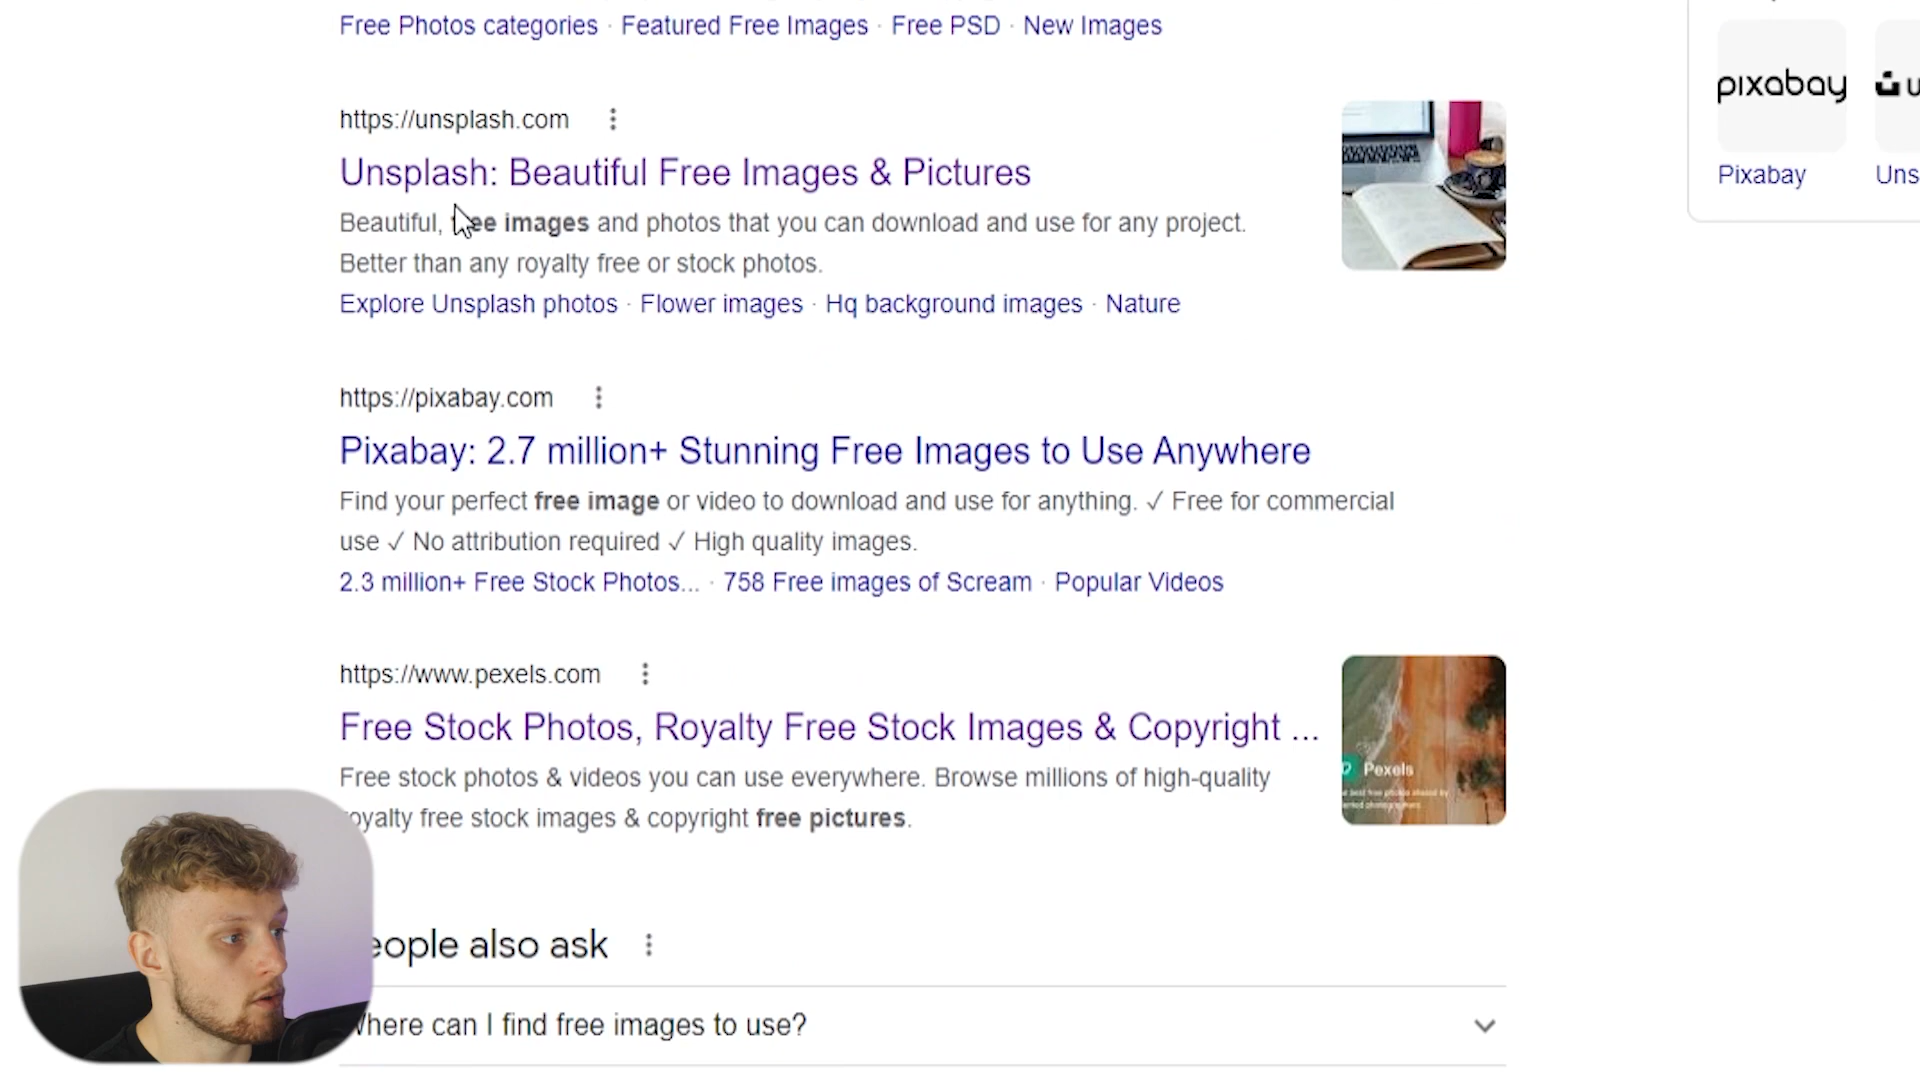 Free Photos categories · Featured Free Images · Free PSD · New Images
https://unsplash.com
Unsplash: Beautiful Free Images & Pictures
Beautiful, free images and photos that you can download and use for any project.
Better than any royalty free or stock photos.
Explore Unsplash photos · Flower images · Hq background images · Nature
https://pixabay.com
Pixabay: 2.7 million+ Stunning Free Images to Use Anywhere
Find your perfect free image or video to download and use for anything. ✓ Free for commercial
use ✓ No attribution required ✓ High quality images.
2.3 million+ Free Stock Photos... · 758 Free images of Scream · Popular Videos
https://www.pexels.com
Free Stock Photos, Royalty Free Stock Images & Copyright ...
Free stock photos & videos you can use everywhere. Browse millions of high-quality
royalty free stock images & copyright free pictures.
Pexels
People also ask
Where can I find free images to use?
pixabay
Pixabay
Uns